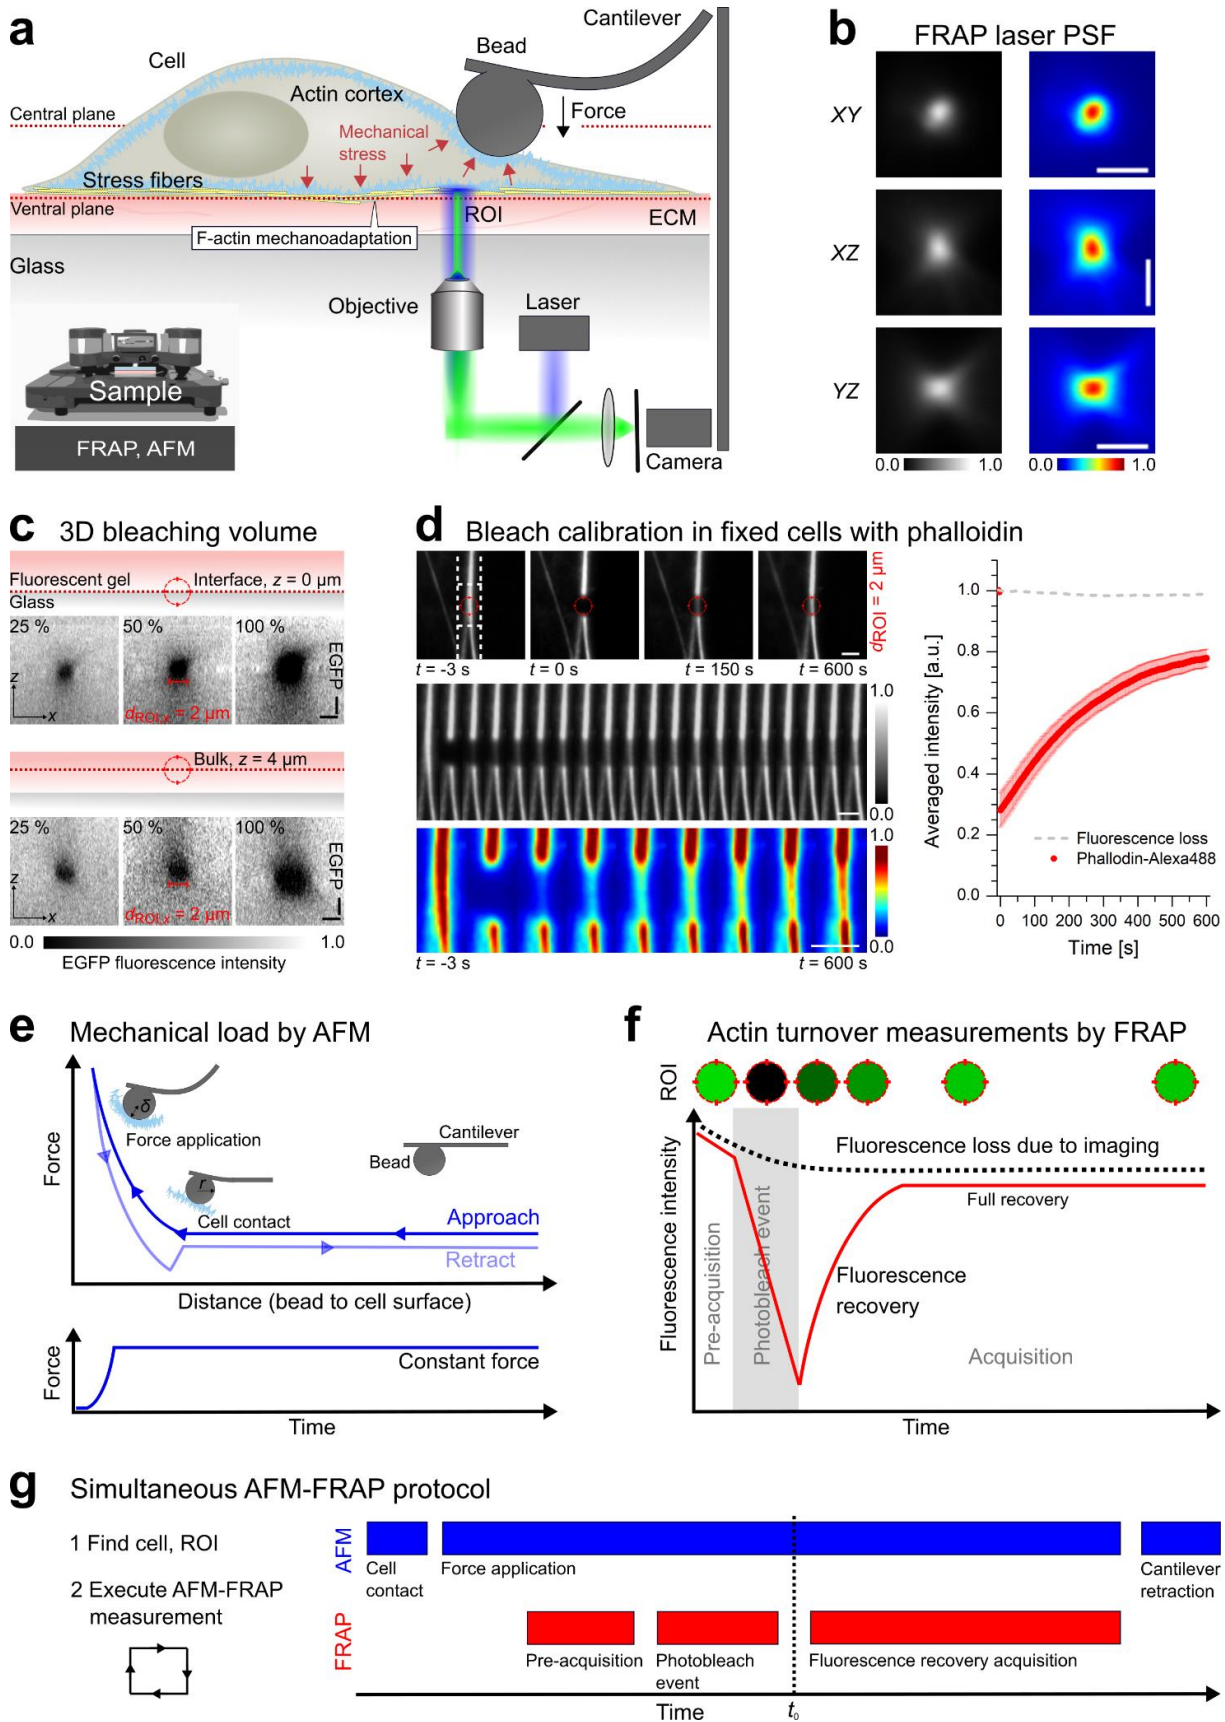 a
Cantilever
Bead
Cell
Actin cortex
Central plane
Force
Mechanical
stress
Stress fibers
Ventral plane
ROI
ECM
F-actin mechanoadaptation
Glass
Objective
Laser
Sample
FRAP, AFM
Camera
b FRAP laser PSF
XY
XZ
YZ
0.0 1.0 0.0 1.0
c 3D bleaching volume
Fluorescent gel Interface, z = 0 µm
Glass
25 % 50 % 100 %
EGFP
z
x
dROI,x = 2 µm
Bulk, z = 4 µm
25 % 50 % 100 %
EGFP
z
x
dROI,x = 2 µm
0.0 1.0
EGFP fluorescence intensity
d Bleach calibration in fixed cells with phalloidin
dROI = 2 µm
t = -3 s t = 0 s t = 150 s t = 600 s
1.0
0.0
1.0
0.0
t = -3 s t = 600 s
Averaged intensity [a.u.]
1.0
0.8
0.6
0.4
0.2
0.0
Fluorescence loss
Phallodin-Alexa488
0 100 200 300 400 500 600
Time [s]
e Mechanical load by AFM
Force
δ
Force application
Cantilever
Bead
r
Cell contact
Approach
Retract
Distance (bead to cell surface)
Force
Constant force
Time
f Actin turnover measurements by FRAP
ROI
Fluorescence intensity
Fluorescence loss due to imaging
Full recovery
Pre-acquisition
Photobleach event
Fluorescence
recovery
Acquisition
Time
g Simultaneous AFM-FRAP protocol
1 Find cell, ROI
2 Execute AFM-FRAP
measurement
AFM
Cell
contact
Force application
Cantilever
retraction
FRAP
Pre-acquisition
Photobleach
event
Fluorescence recovery acquisition
Time
t0